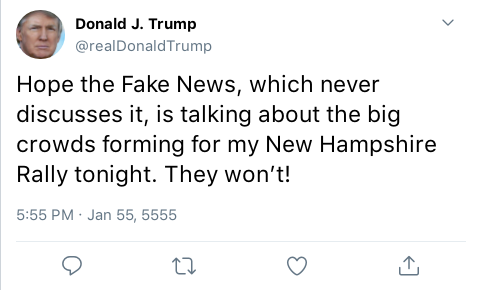 Donald J. Trump
@realDonaldTrump
Hope the Fake News, which never
discusses it, is talking about the big
crowds forming for my New Hampshire
Rally tonight. They won’t!
5:55 PM · Jan 55, 5555